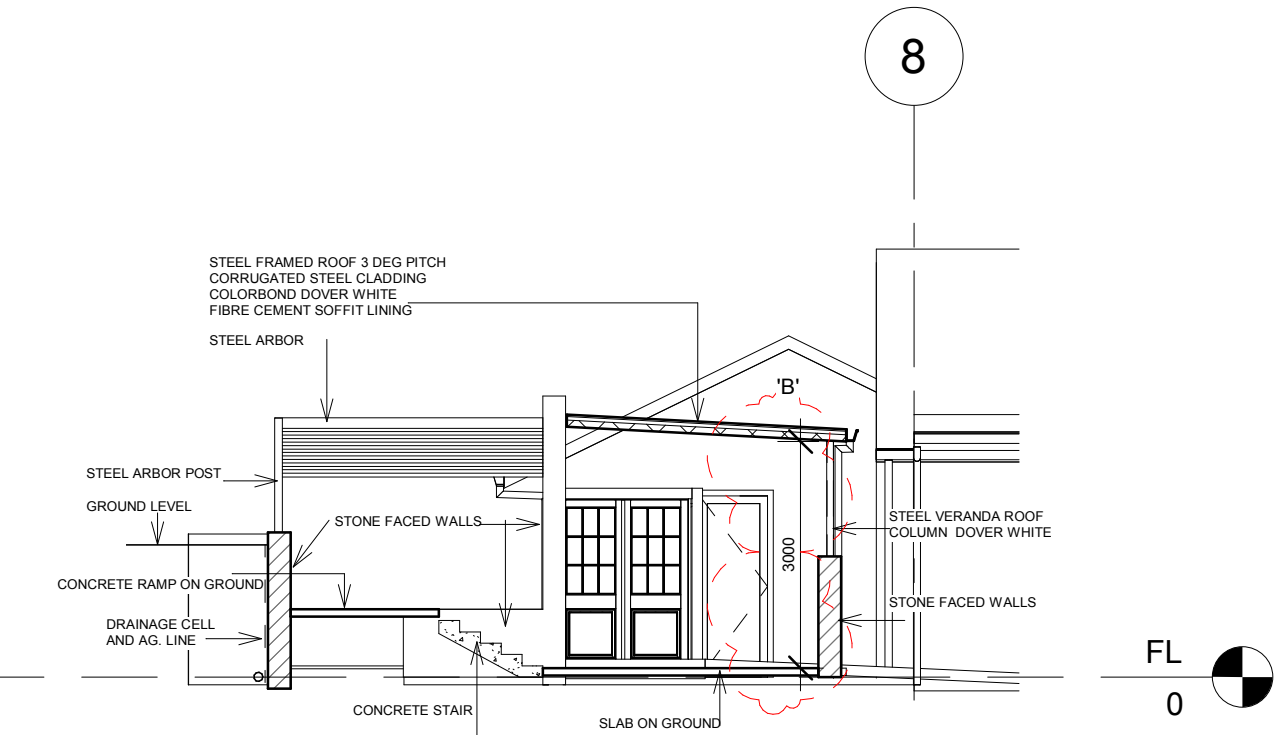 8
STEEL FRAMED ROOF 3 DEG PITCH
CORRUGATED STEEL CLADDING
COLORBOND DOVER WHITE
FIBRE CEMENT SOFFIT LINING
STEEL ARBOR
'B'
STEEL ARBOR POST
GROUND LEVEL
STONE FACED WALLS
STEEL VERANDA ROOF
COLUMN DOVER WHITE
3000
CONCRETE RAMP ON GROUND
STONE FACED WALLS
DRAINAGE CELL
AND AG. LINE
FL
0
CONCRETE STAIR
SLAB ON GROUND